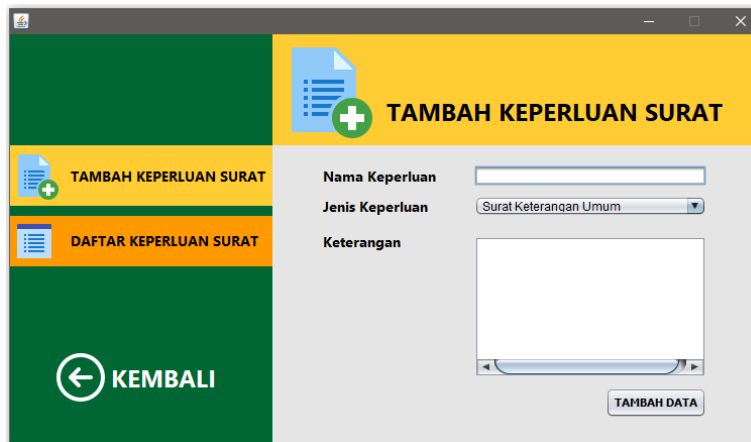 TAMBAH KEPERLUAN SURAT
TAMBAH KEPERLUAN SURAT
DAFTAR KEPERLUAN SURAT
KEMBALI
Nama Keperluan
Jenis Keperluan
Surat Keterangan Umum
Keterangan
TAMBAH DATA